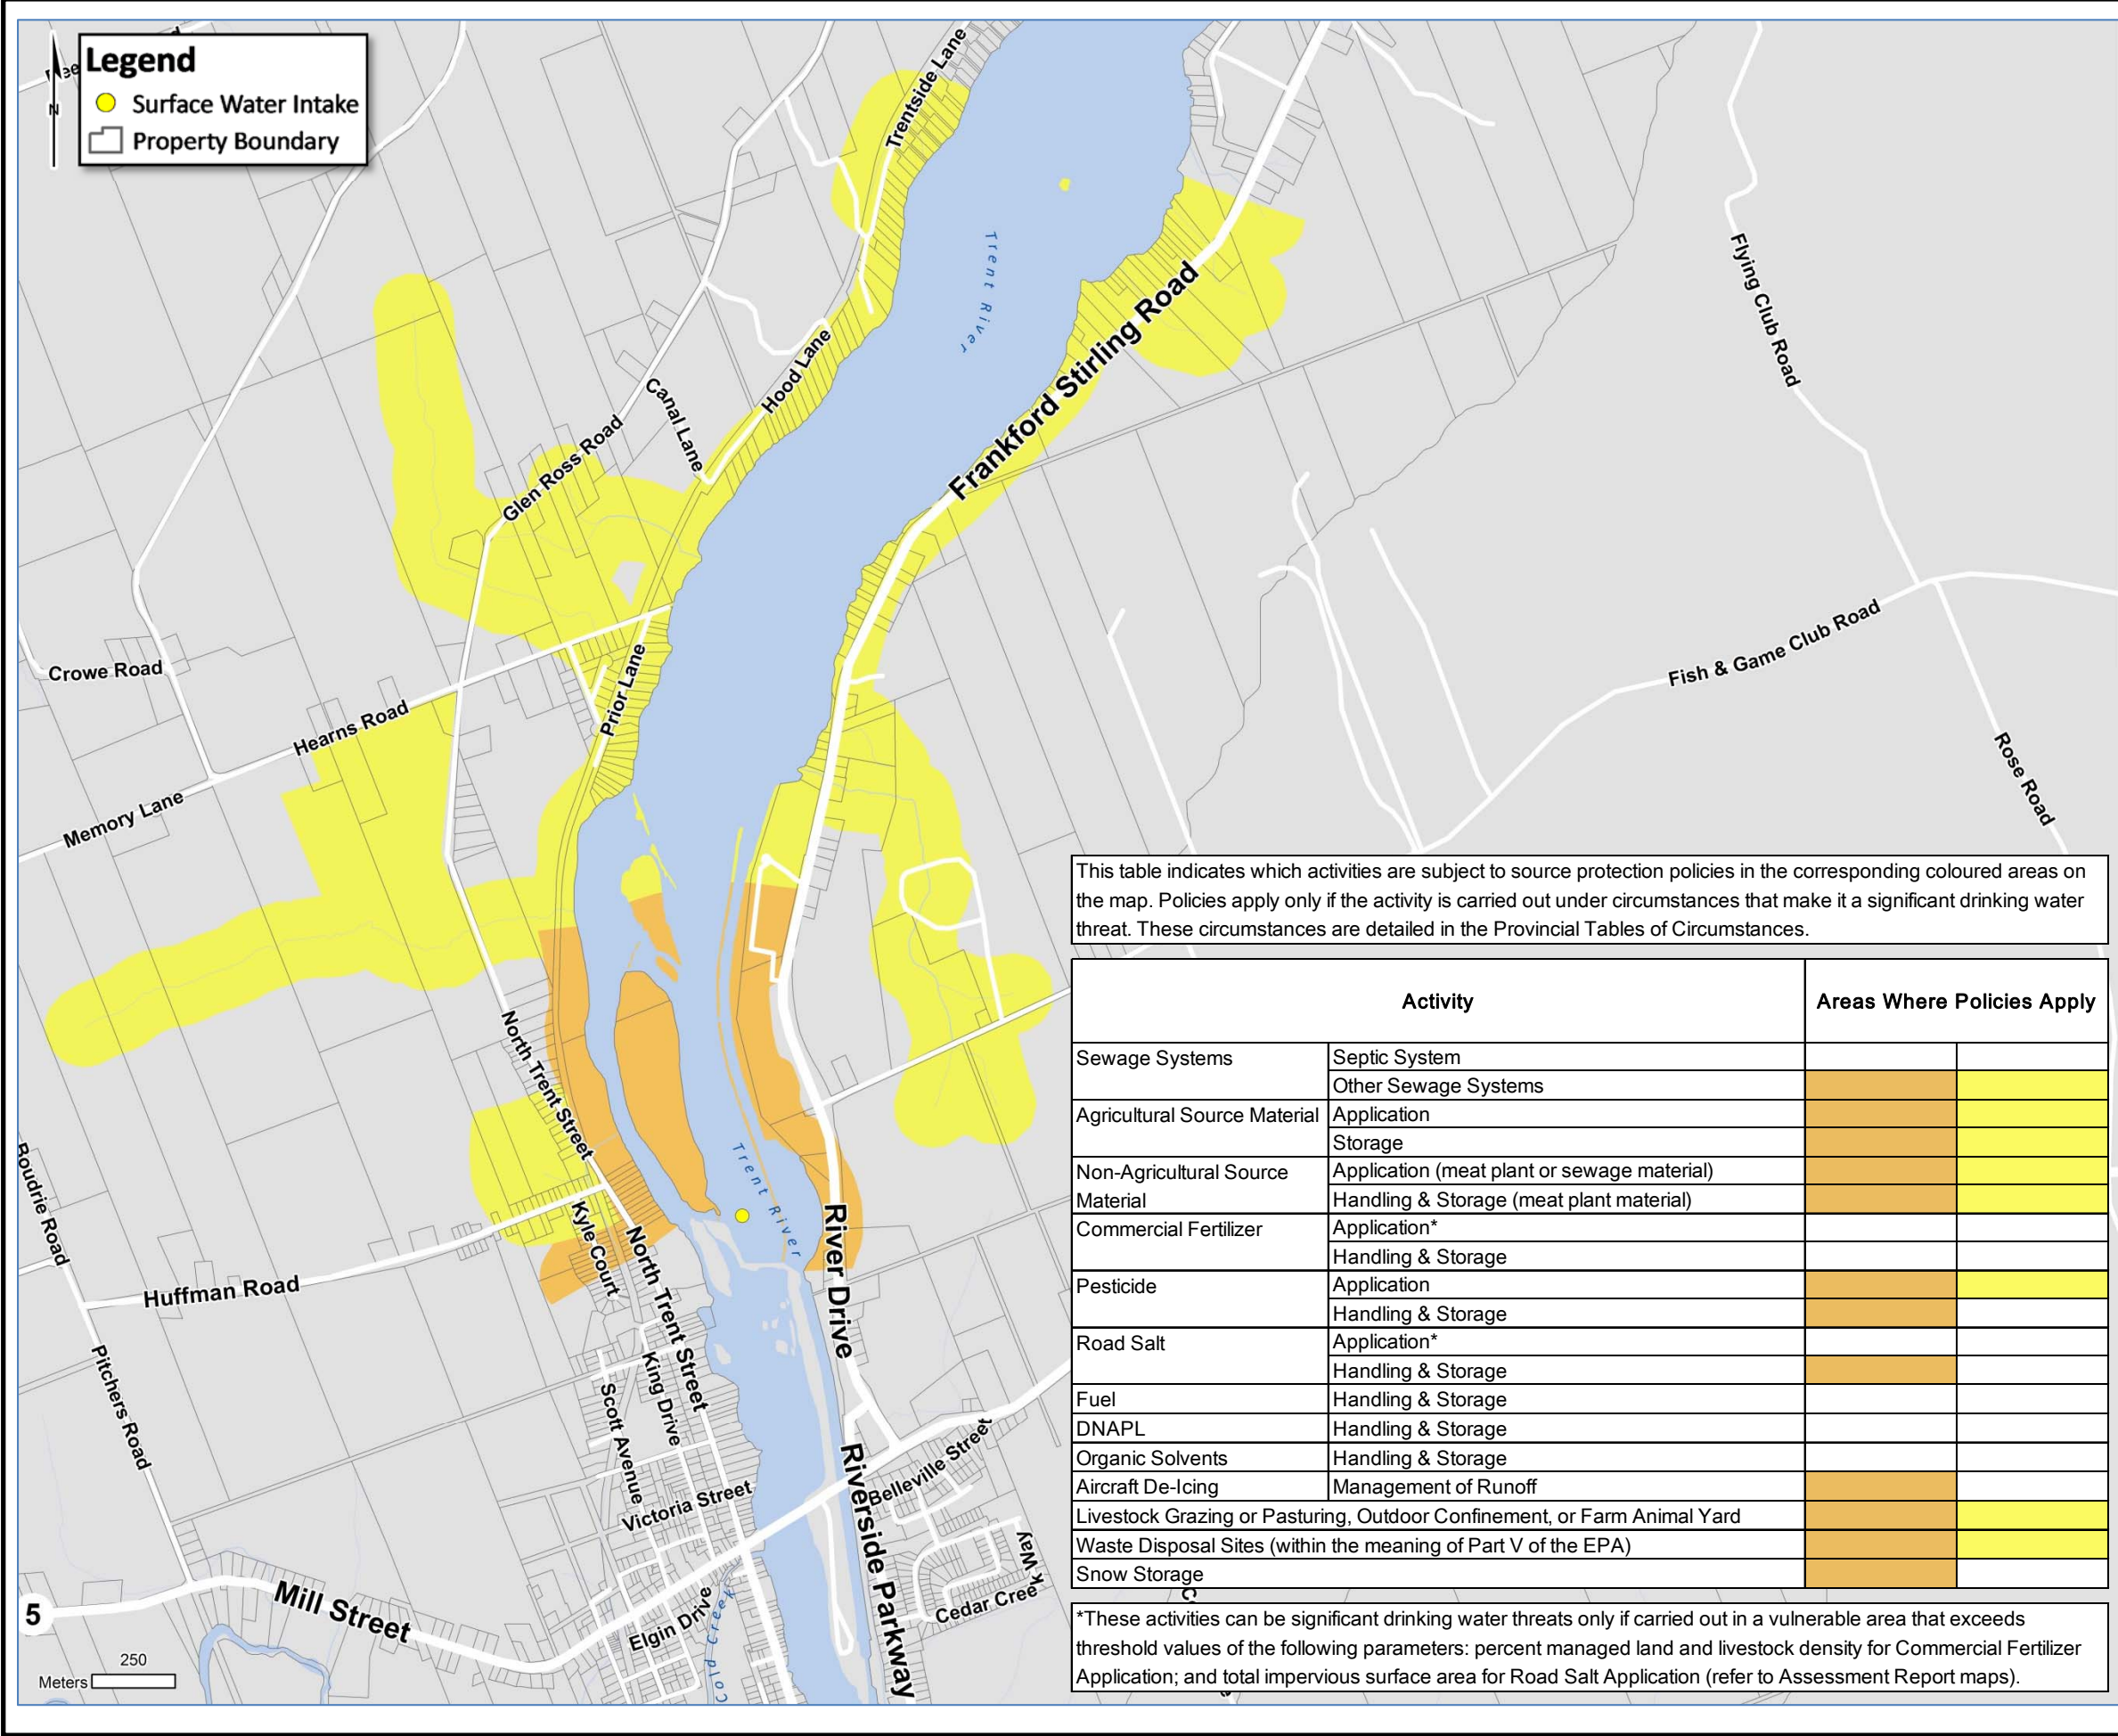 Legend
N
Surface Water Intake
Property Boundary
Trentside Lane
Trent River
Frankford Stirling Road
Flying Club Road
Hood Lane
Canal Lane
Glen Ross Road
Crowe Road
Prior Lane
Hearns Road
Memory Lane
Fish & Game Club Road
Rose Road
North Trent Street
Trent River
Kyle Court
North Trent Street
River Drive
Boudrie Road
Huffman Road
Pitchers Road
King Drive
Scott Avenue
Victoria Street
Belleville Street
Riverside Parkway
Cedar Cree
k Way
Elgin Drive
Cold Creek
Mill Street
5
Meters
250
This table indicates which activities are subject to source protection policies in the corresponding coloured areas on
the map. Policies apply only if the activity is carried out under circumstances that make it a significant drinking water
threat. These circumstances are detailed in the Provincial Tables of Circumstances.
Activity Areas Where Policies Apply
Sewage Systems Septic System
Other Sewage Systems
Agricultural Source Material Application
Storage
Non-Agricultural Source Application (meat plant or sewage material)
Material Handling & Storage (meat plant material)
Commercial Fertilizer Application*
Handling & Storage
Pesticide Application
Handling & Storage
Road Salt Application*
Handling & Storage
Fuel Handling & Storage
DNAPL Handling & Storage
Organic Solvents Handling & Storage
Aircraft De-Icing Management of Runoff
Livestock Grazing or Pasturing, Outdoor Confinement, or Farm Animal Yard
Waste Disposal Sites (within the meaning of Part V of the EPA)
Snow Storage
*These activities can be significant drinking water threats only if carried out in a vulnerable area that exceeds
threshold values of the following parameters: percent managed land and livestock density for Commercial Fertilizer
Application; and total impervious surface area for Road Salt Application (refer to Assessment Report maps).